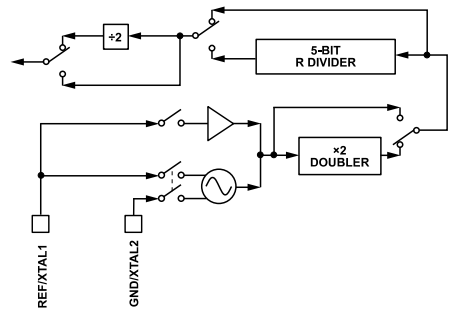 ÷2
5-BIT
R DIVIDER
×2
DOUBLER
REF/XTAL1
GND/XTAL2